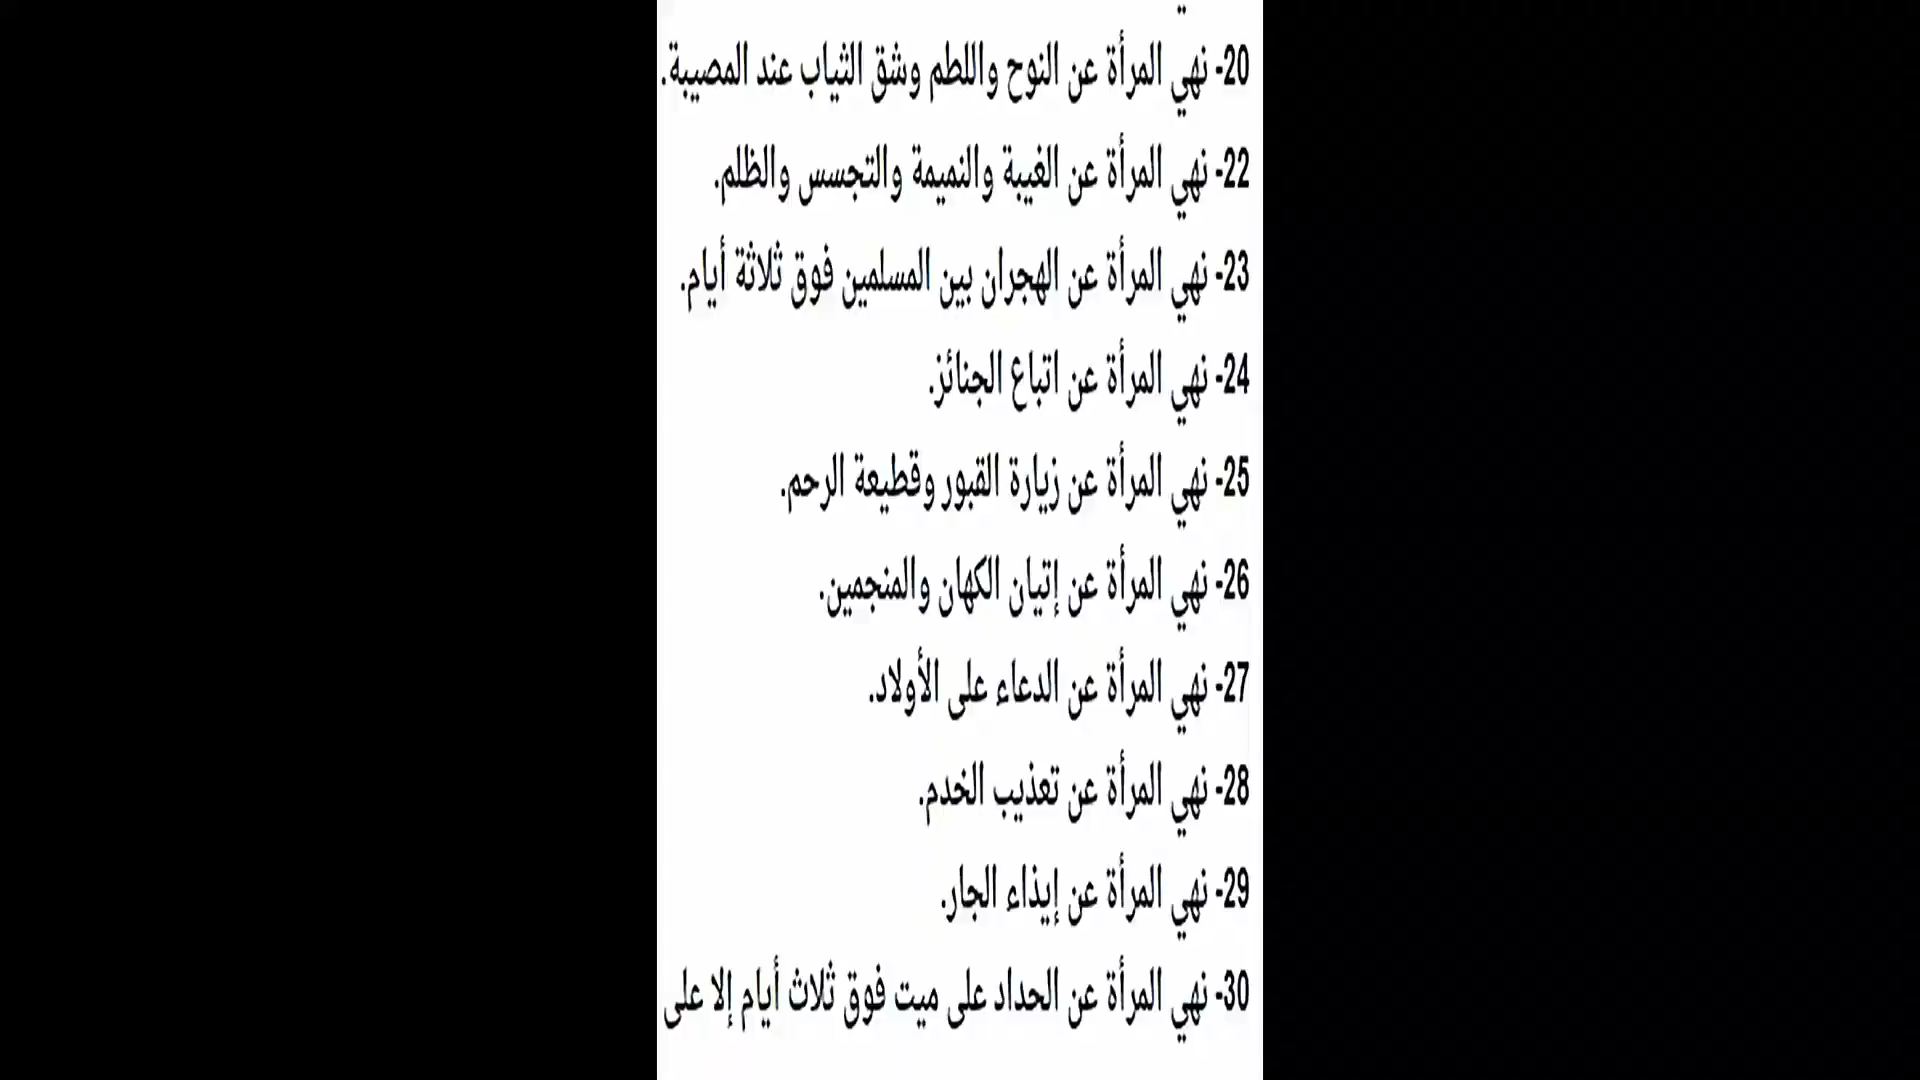 20- نهي المرأة عن النوح واللطم وشق الثياب عند المصيبة.
22- نهي المرأة عن الغيبة والنميمة والتجسس والظلم.
23- نهي المرأة عن الهجران بين المسلمين فوق ثلاثة أيام.
24- نهي المرأة عن اتباع الجنائز.
25- نهي المرأة عن زيارة القبور وقطيعة الرحم.
26- نهي المرأة عن إتيان الكهان والمنجمين.
27- نهي المرأة عن الدعاء على الأولاد.
28- نهي المرأة عن تعذيب الخدم.
29- نهي المرأة عن إيذاء الجار.
30- نهي المرأة عن الحداد على ميت فوق ثلاث أيام إلا على